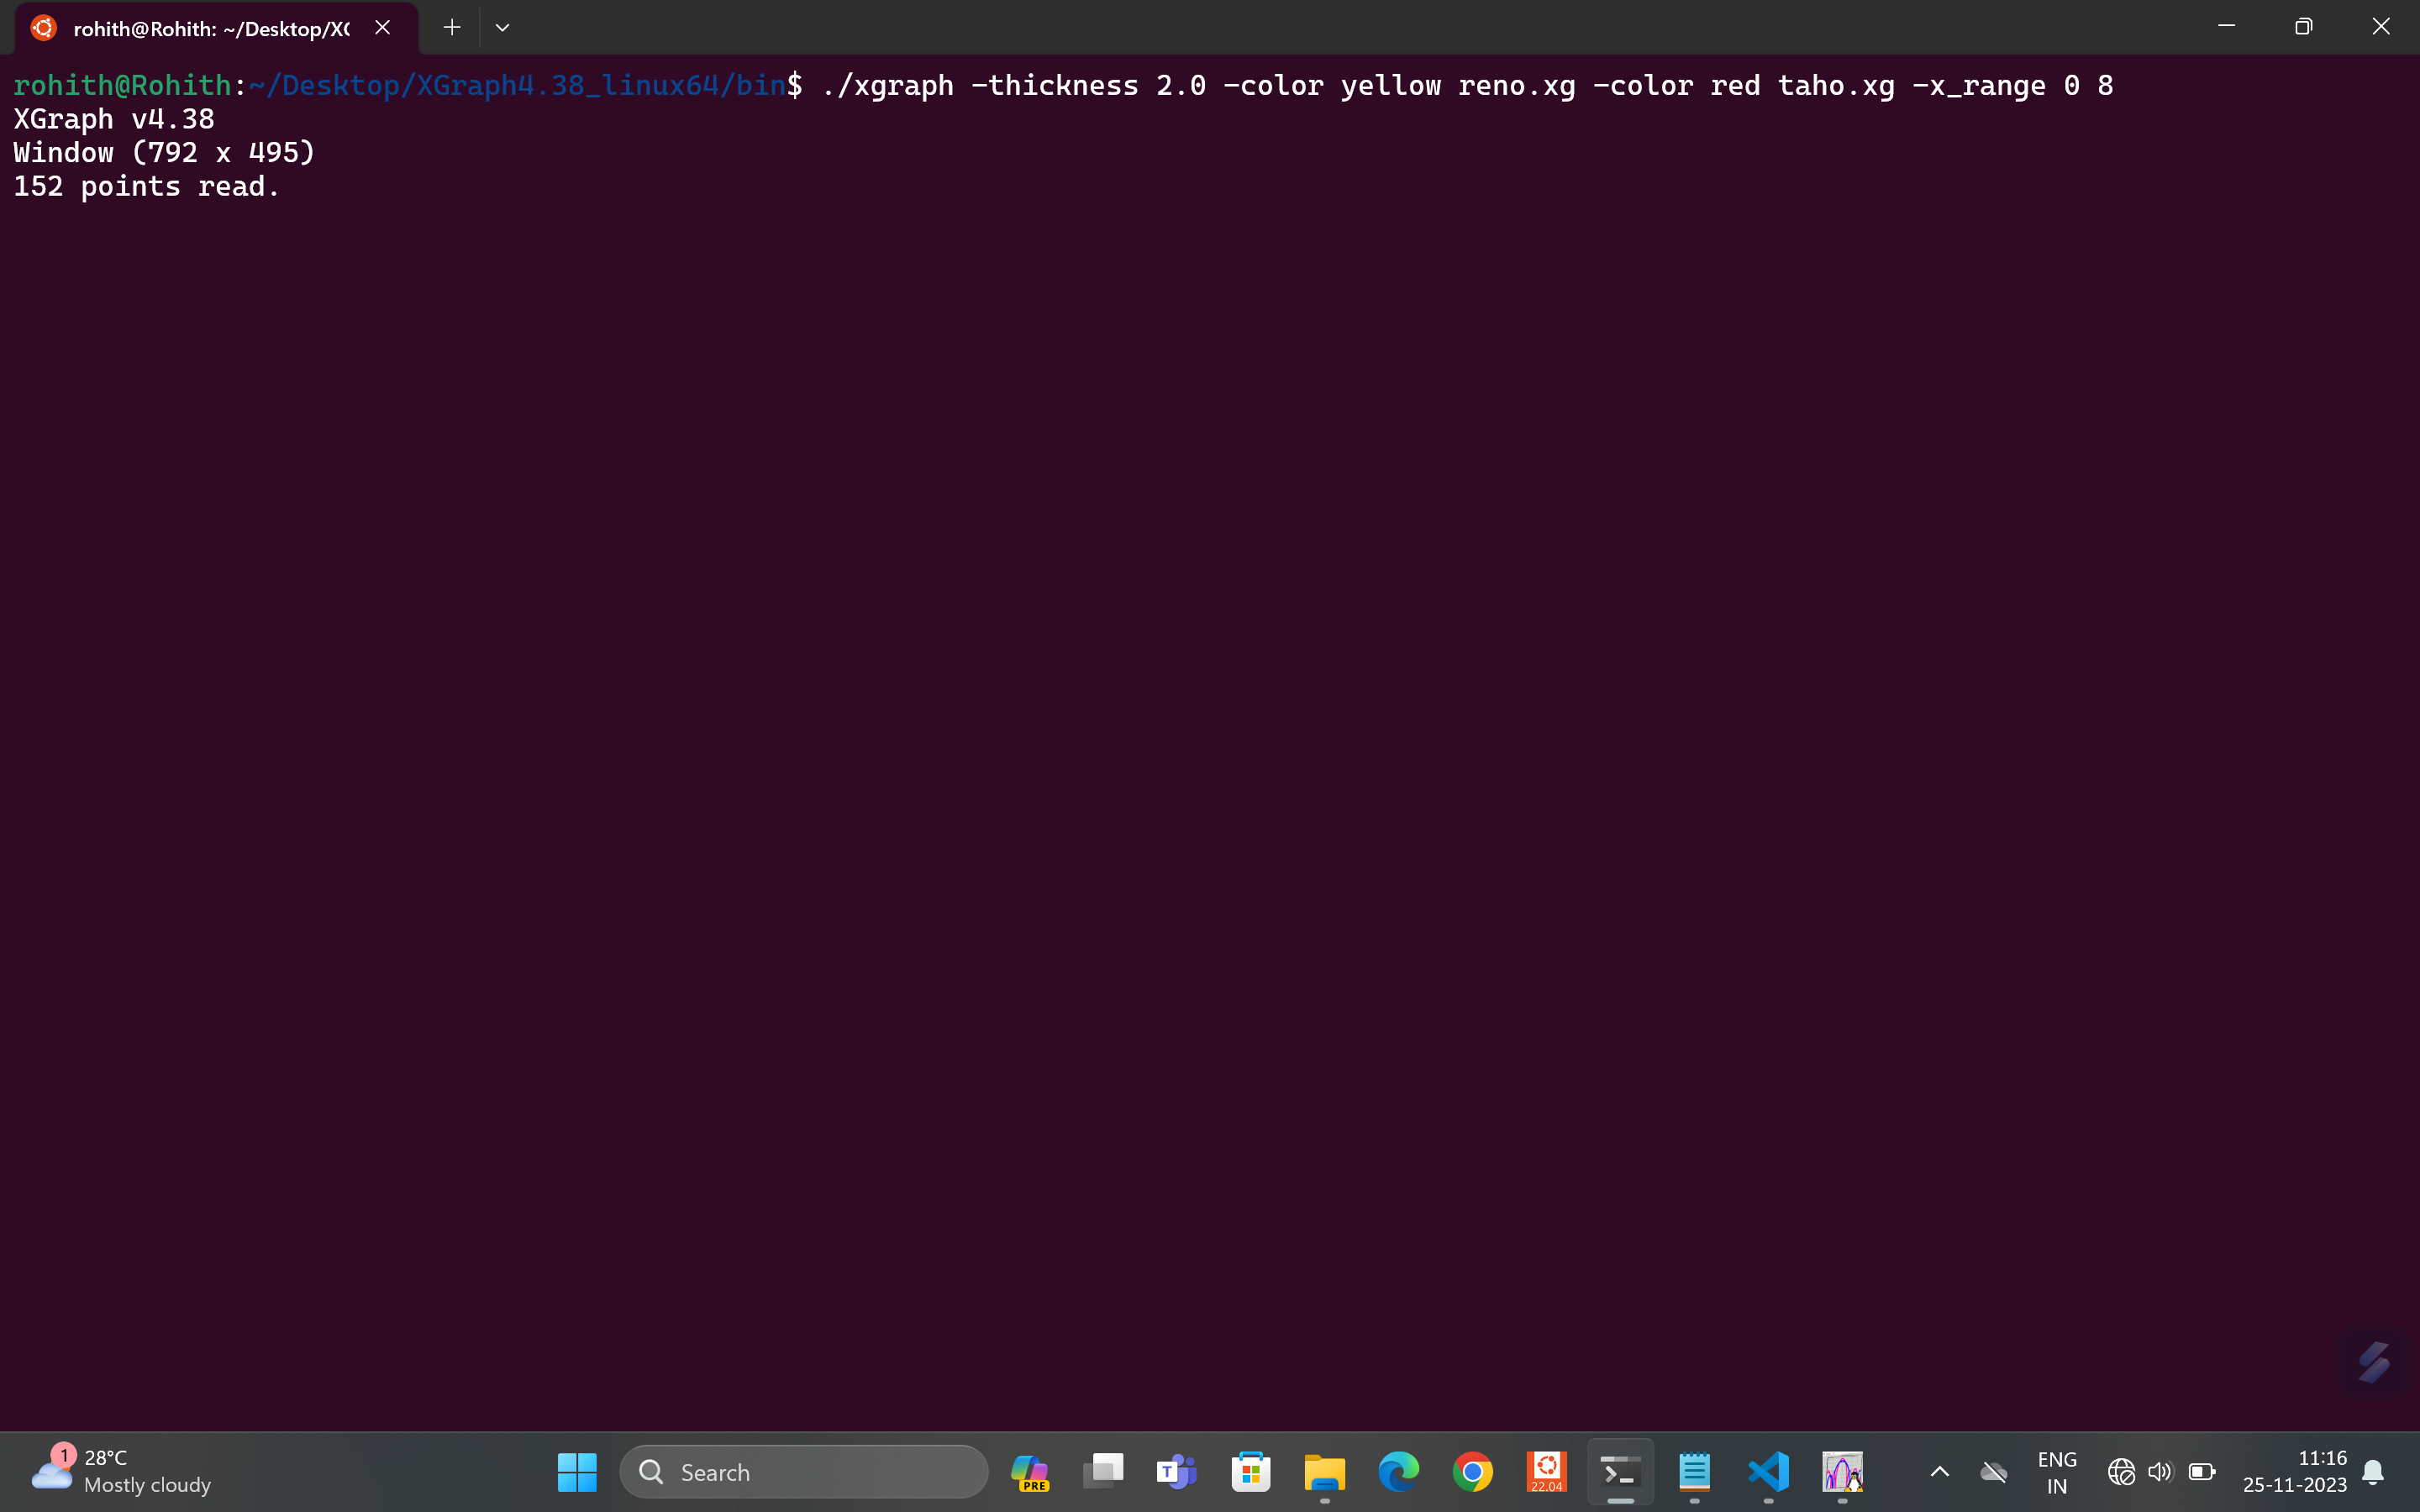 rohith@Rohith: ~/Desktop/X
rohith@Rohith:~/Desktop/XGraph4.38_linux64/bin$ ./xgraph -thickness 2.0 -color yellow reno.xg -color red taho.xg -x_range 0 8
XGraph v4.38
Window (792 x 495)
152 points read.
1
28°C
Mostly cloudy
Search
PRE
T
22.04
ENG
IN
11:16
25-11-2023